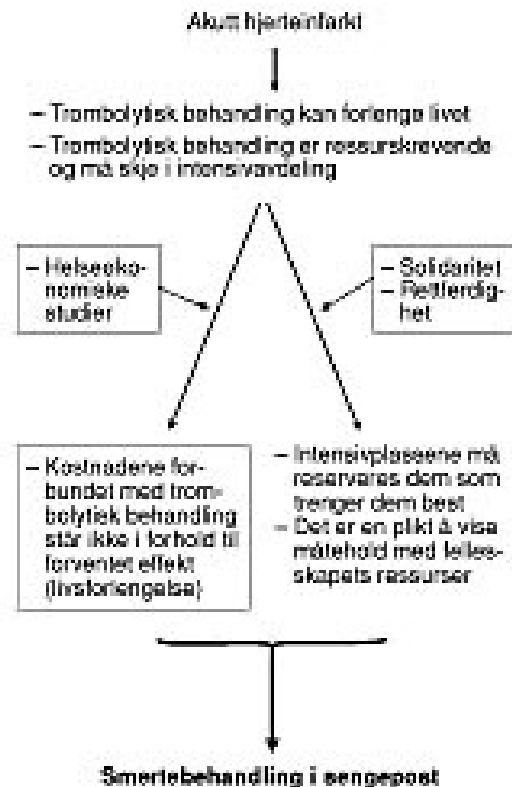 Akutt hjerteinfarkt
– Trombolytisk behandling kan forlenge livet
– Trombolytisk behandling er ressurskrevende
og må skje i intensivavdeling
– Helseøko-
nomiske
studier
– Solidaritet
– Rettferdig-
het
– Kostnadene for-
bundet med trom-
bolytisk behandling
står ikke i forhold til
forventet effekt
(livsforlengelse)
– Intensivplassene må
reserveres dem som
trenger dem best
– Det er en plikt å vise
måtehold med felles-
skapets ressurser
Smertebehandling i sengepost